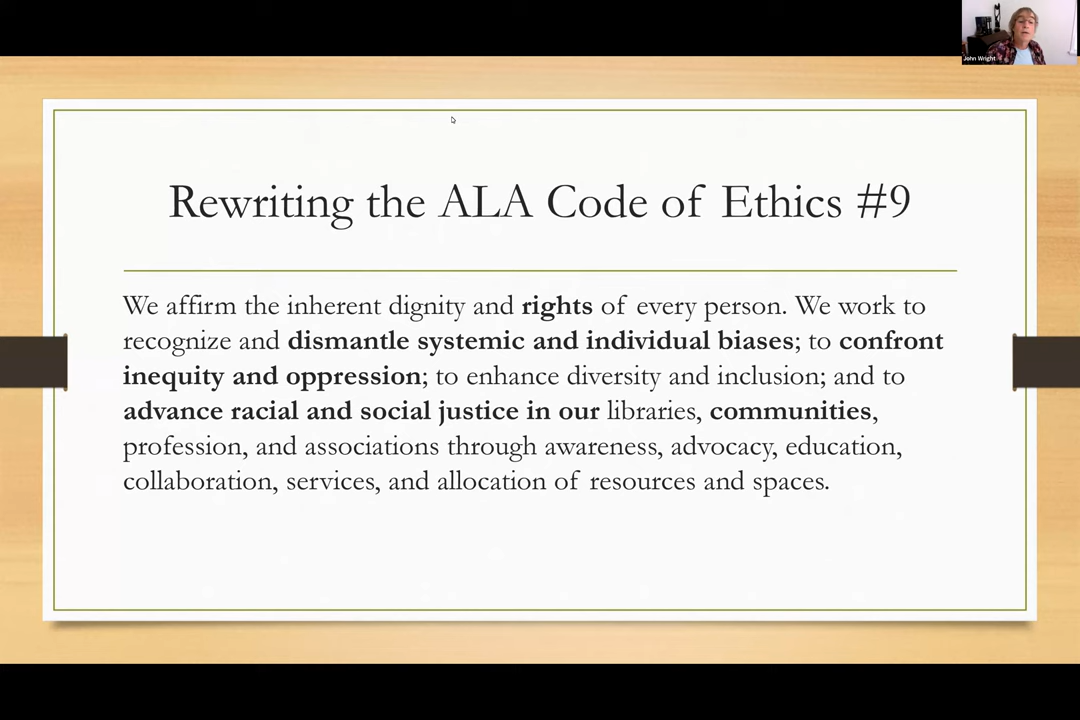 John Wright
Rewriting the ALA Code of Ethics #9
We affirm the inherent dignity and rights of every person. We work to
recognize and dismantle systemic and individual biases; to confront
inequity and oppression; to enhance diversity and inclusion; and to
advance racial and social justice in our libraries, communities,
profession, and associations through awareness, advocacy, education,
collaboration, services, and allocation of resources and spaces.